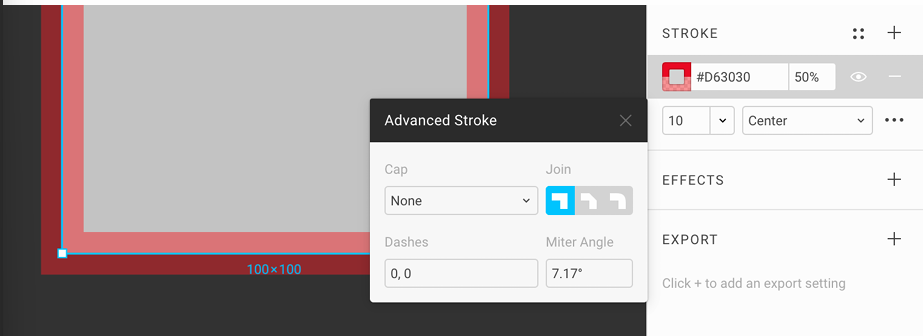 STROKE
#D63030 50%
10 Center
Advanced Stroke
Cap Join
None
Dashes Miter Angle
0, 0 7.17°
100×100
EFFECTS
EXPORT
Click + to add an export setting